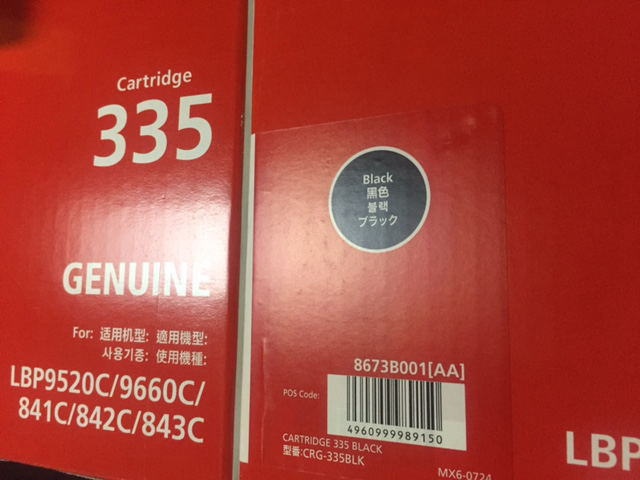 Cartridge
335
GENUINE
For: 适用机型: 適用機型:
사용기종: 使用機種:
LBP9520C/9660C/
841C/842C/843C
Black
黑色
블랙
ブラック
8673B001[AA]
POS Code:
4960999989150
CARTRIDGE 335 BLACK
型番:CRG-335BLK
MX6-0724
LBP